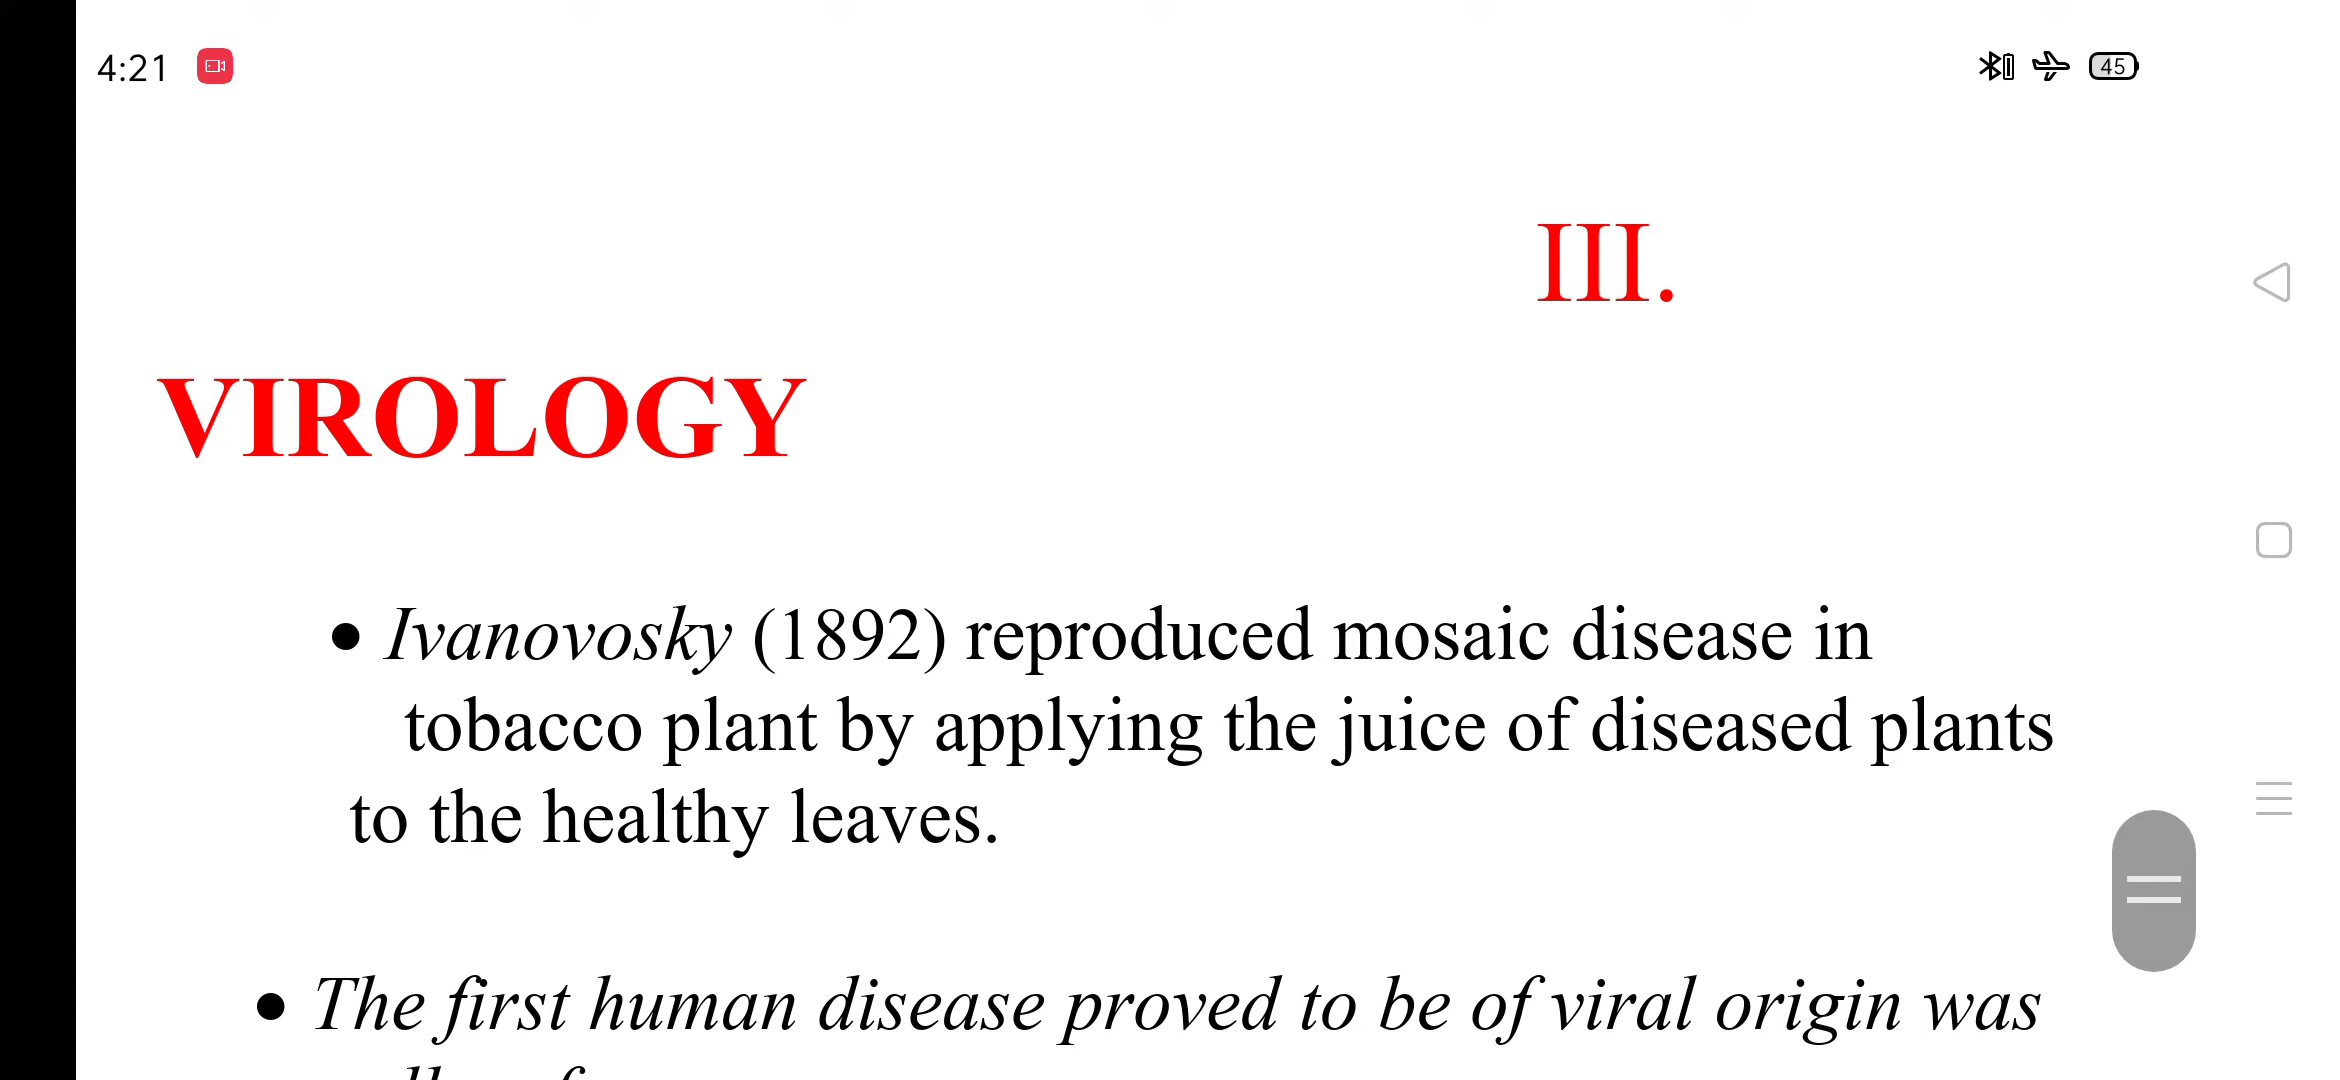 4:21
45
III.
VIROLOGY
• Ivanovosky (1892) reproduced mosaic disease in
tobacco plant by applying the juice of diseased plants
to the healthy leaves.
• The first human disease proved to be of viral origin was